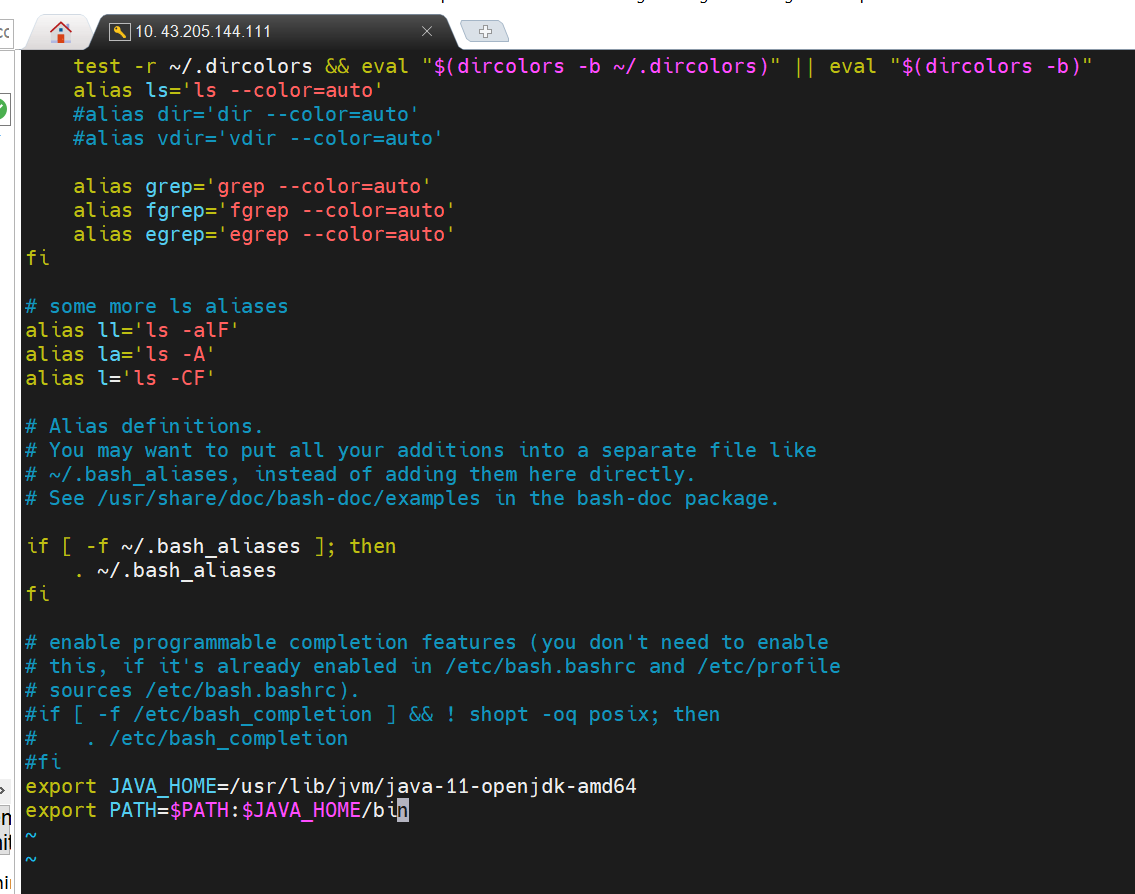 10. 43.205.144.111
test -r ~/.dircolors && eval "$(dircolors -b ~/.dircolors)" || eval "$(dircolors -b)"
alias ls='ls --color=auto'
#alias dir='dir --color=auto'
#alias vdir='vdir --color=auto'
alias grep='grep --color=auto'
alias fgrep='fgrep --color=auto'
alias egrep='egrep --color=auto'
fi
# some more ls aliases
alias ll='ls -alF'
alias la='ls -A'
alias l='ls -CF'
# Alias definitions.
# You may want to put all your additions into a separate file like
# ~/.bash_aliases, instead of adding them here directly.
# See /usr/share/doc/bash-doc/examples in the bash-doc package.
if [ -f ~/.bash_aliases ]; then
. ~/.bash_aliases
fi
# enable programmable completion features (you don't need to enable
# this, if it's already enabled in /etc/bash.bashrc and /etc/profile
# sources /etc/bash.bashrc).
#if [ -f /etc/bash_completion ] && ! shopt -oq posix; then
#    . /etc/bash_completion
#fi
export JAVA_HOME=/usr/lib/jvm/java-11-openjdk-amd64
export PATH=$PATH:$JAVA_HOME/bin
~
~